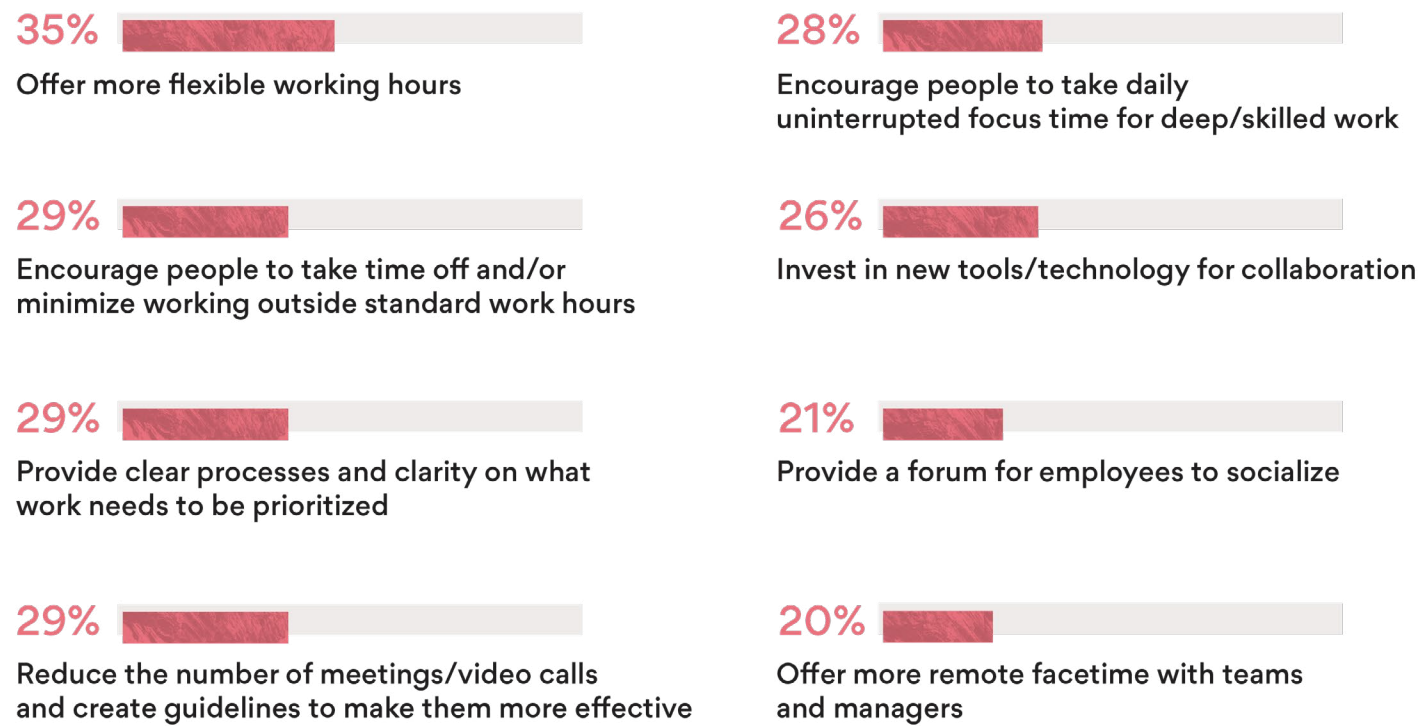 35%
Offer more flexible working hours
29%
Encourage people to take time off and/or
minimize working outside standard work hours
29%
Provide clear processes and clarity on what
work needs to be prioritized
29%
Reduce the number of meetings/video calls
and create guidelines to make them more effective
28%
Encourage people to take daily
uninterrupted focus time for deep/skilled work
26%
Invest in new tools/technology for collaboration
21%
Provide a forum for employees to socialize
20%
Offer more remote facetime with teams
and managers